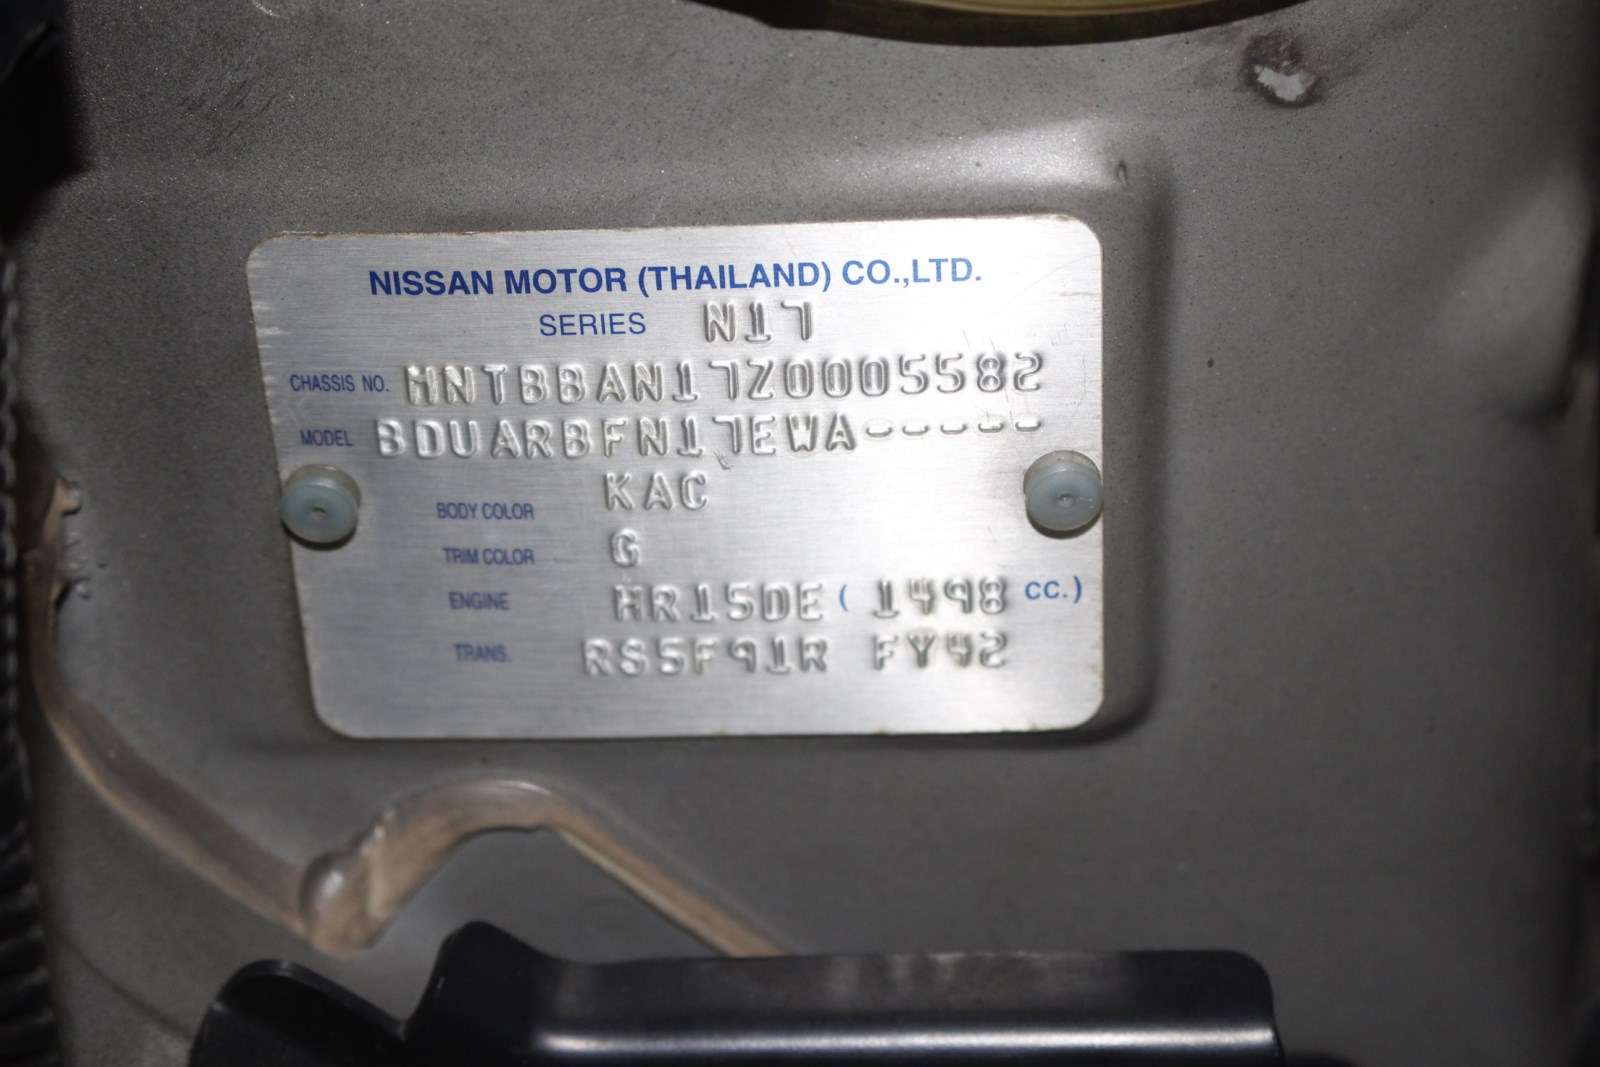 NISSAN MOTOR (THAILAND) CO.,LTD.
SERIES N17
CHASSIS NO. MNTBBAN17Z0005582
MODEL BDUARBFN17EWA-----
BODY COLOR KAC
TRIM COLOR G
ENGINE HR15DE ( 1498 CC.)
TRANS. RS5F91R FY42